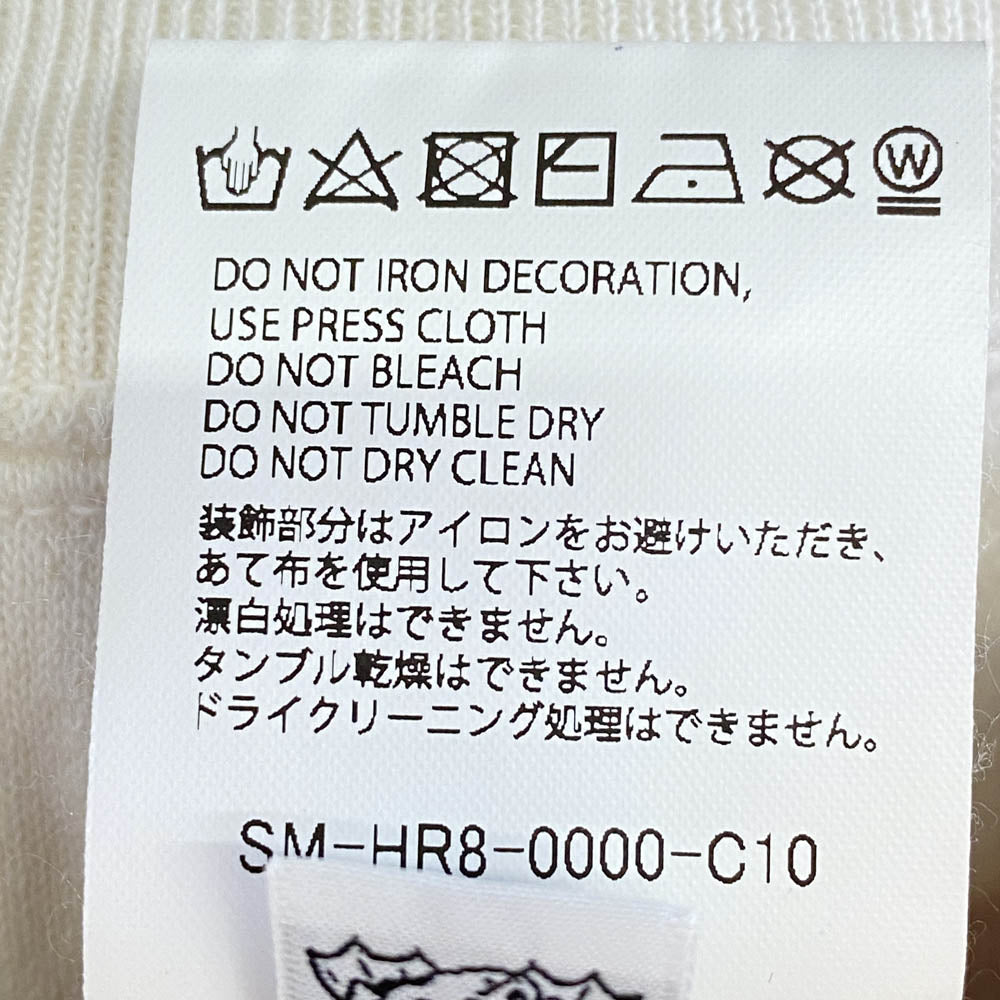 W
DO NOT IRON DECORATION,
USE PRESS CLOTH
DO NOT BLEACH
DO NOT TUMBLE DRY
DO NOT DRY CLEAN
装飾部分はアイロンをお避けいただき、
あて布を使用して下さい。
漂白処理はできません。
タンブル乾燥はできません。
ドライクリーニング処理はできません。
SM-HR8-0000-C10